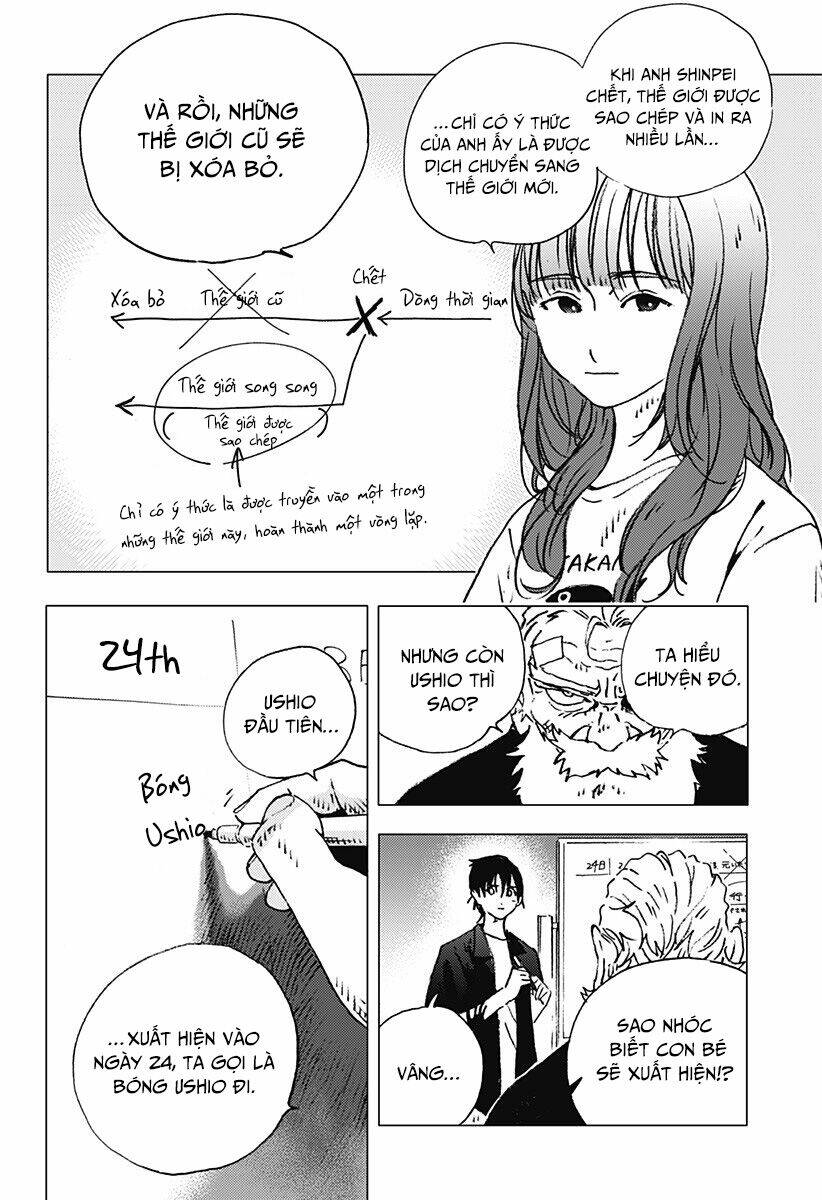 KHI ANH SHINPEI
CHẾT, THẾ GIỚI ĐƯỢC
SAO CHÉP VÀ IN RA
NHIỀU LẦN...
...CHỈ CÓ Ý THỨC
CỦA ANH ẤY LÀ ĐƯỢC
DỊCH CHUYỂN SANG
THẾ GIỚI MỚI.
VÀ RỒI, NHỮNG
THẾ GIỚI CŨ SẼ
BỊ XÓA BỎ.
Chết
Xóa bỏ Thế giới cũ Dòng thời gian
Thế giới song song
(Thế giới được
sao chép)
Chỉ có ý thức là được truyền vào một trong
những thế giới này, hoàn thành một vòng lặp.
TAKAN
TA HIỂU
CHUYỆN ĐÓ.
NHƯNG CÒN
USHIO THÌ
SAO?
24日
SAO NHÓC
BIẾT CON BÉ
SẼ XUẤT HIỆN!?
VÂNG...
24th
USHIO
ĐẦU TIÊN...
Bóng
Ushio
...XUẤT HIỆN VÀO
NGÀY 24, TA GỌI LÀ
BÓNG USHIO ĐI.